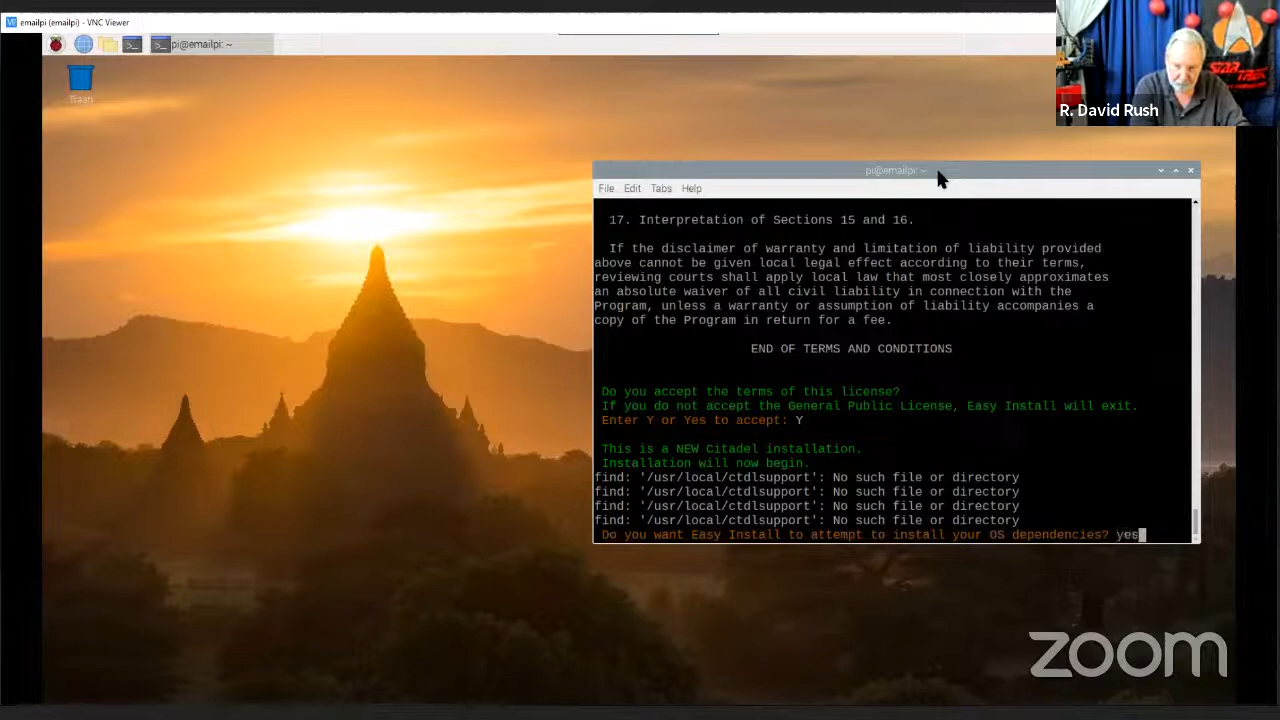 emailpi (emailpi) - VNC Viewer
pi@emailpi: ~
Trash
STAR TREK
R. David Rush
pi@emailpi: ~
File Edit Tabs Help
17. Interpretation of Sections 15 and 16.
If the disclaimer of warranty and limitation of liability provided
above cannot be given local legal effect according to their terms,
reviewing courts shall apply local law that most closely approximates
an absolute waiver of all civil liability in connection with the
Program, unless a warranty or assumption of liability accompanies a
copy of the Program in return for a fee.
END OF TERMS AND CONDITIONS
Do you accept the terms of this license?
If you do not accept the General Public License, Easy Install will exit.
Enter Y or Yes to accept: Y
This is a NEW Citadel installation.
Installation will now begin.
find: '/usr/local/ctdlsupport': No such file or directory
find: '/usr/local/ctdlsupport': No such file or directory
find: '/usr/local/ctdlsupport': No such file or directory
find: '/usr/local/ctdlsupport': No such file or directory
Do you want Easy Install to attempt to install your OS dependencies? yes
zoom